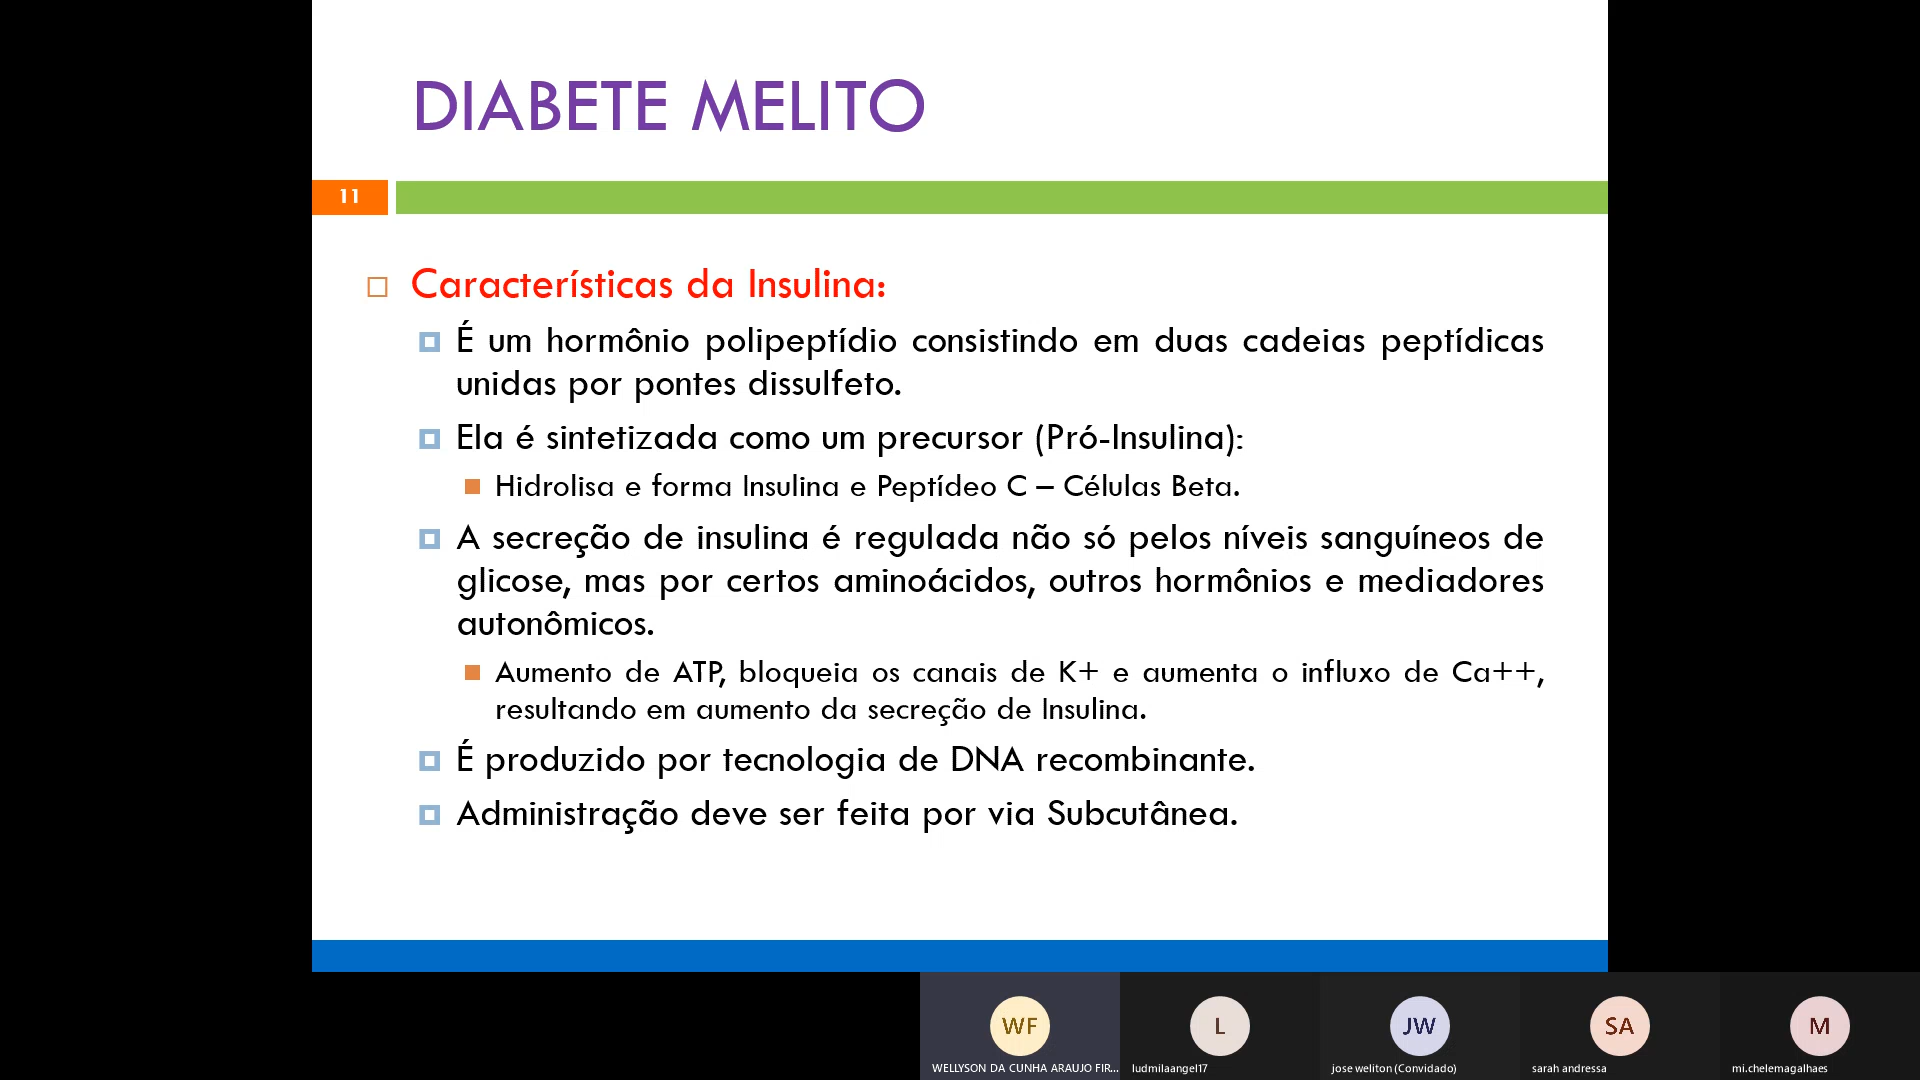 DIABETE MELITO
11
Características da Insulina:
É um hormônio polipeptídio consistindo em duas cadeias peptídicas
unidas por pontes dissulfeto.
Ela é sintetizada como um precursor (Pró-Insulina):
Hidrolisa e forma Insulina e Peptídeo C – Células Beta.
A secreção de insulina é regulada não só pelos níveis sanguíneos de
glicose, mas por certos aminoácidos, outros hormônios e mediadores
autonômicos.
Aumento de ATP, bloqueia os canais de K+ e aumenta o influxo de Ca++,
resultando em aumento da secreção de Insulina.
É produzido por tecnologia de DNA recombinante.
Administração deve ser feita por via Subcutânea.
WF L JW SA M
WELLYSON DA CUNHA ARAUJO FIR... ludmilaangel17 jose weliton (Convidado) sarah andressa mi.chelemagalhaes